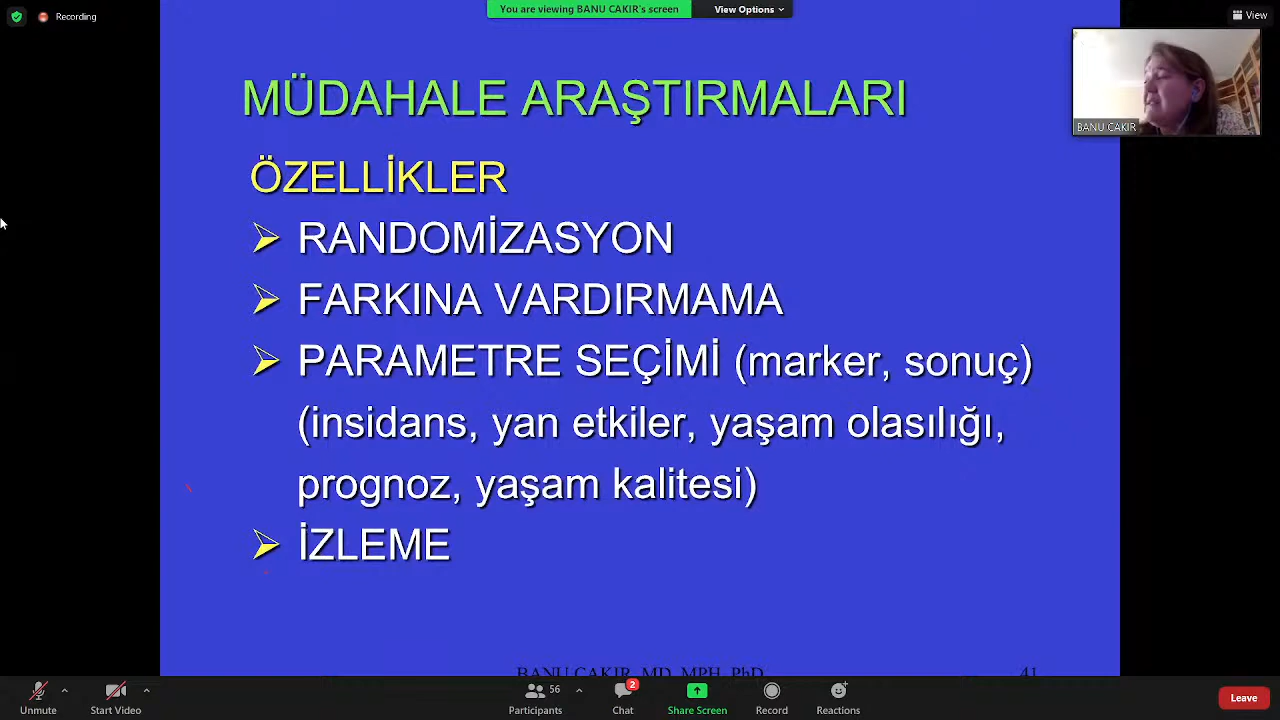 You are viewing BANU CAKIR's screen
View Options
Recording
View
MÜDAHALE ARAŞTIRMALARI
BANU CAKIR
ÖZELLİKLER
RANDOMİZASYON
FARKINA VARDIRMAMA
PARAMETRE SEÇİMİ (marker, sonuç)
(insidans, yan etkiler, yaşam olasılığı,
prognoz, yaşam kalitesi)
İZLEME
BANU CAKIR, MD, MPH, PhD
41
56
2
Unmute
Start Video
Participants
Chat
Share Screen
Record
Reactions
Leave